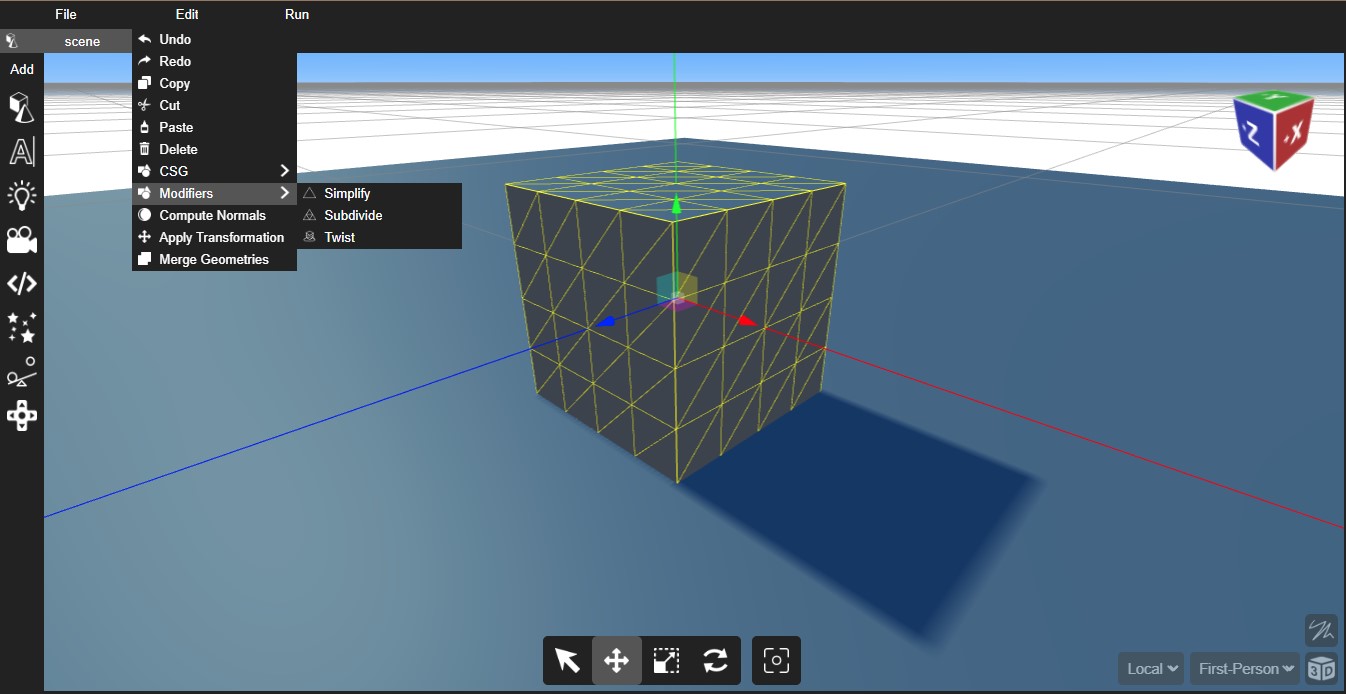 File Edit Run
scene
Undo
Redo
Copy
Cut
Paste
Delete
CSG
Modifiers
Compute Normals
Apply Transformation
Merge Geometries
Simplify
Subdivide
Twist
Add
A
Y
-Z
-X
Local
First-Person
3D